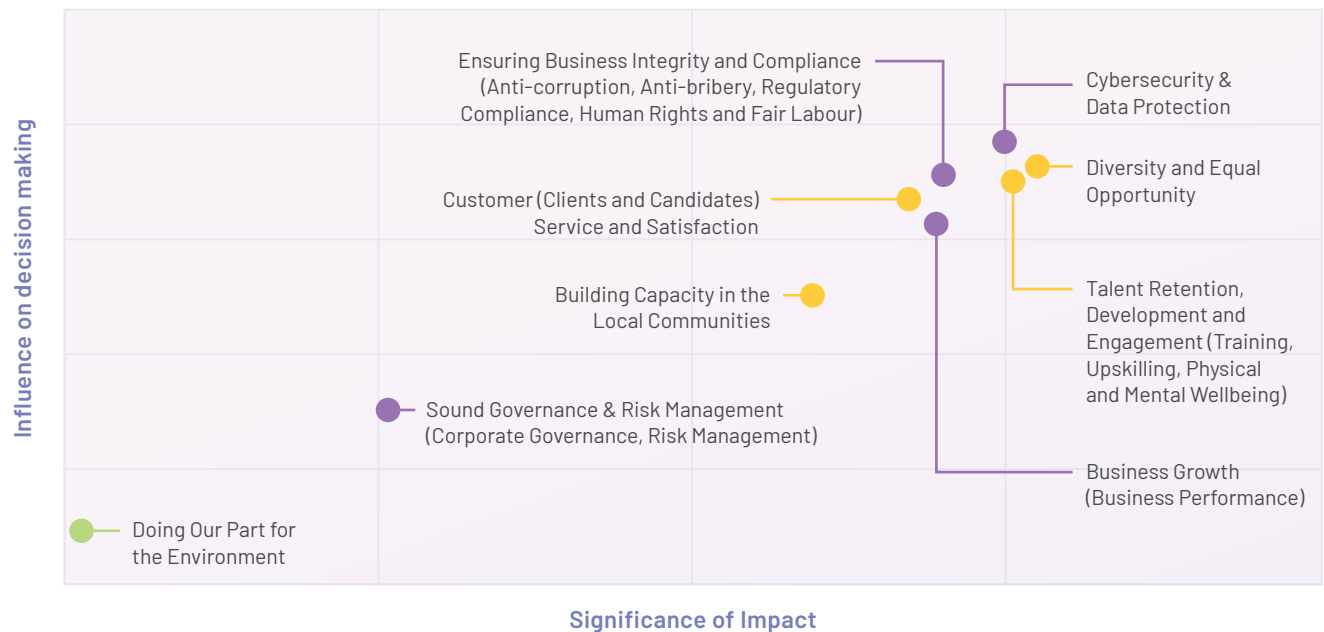 Influence on decision making
Ensuring Business Integrity and Compliance
(Anti-corruption, Anti-bribery, Regulatory
Compliance, Human Rights and Fair Labour)
Cybersecurity &
Data Protection
Diversity and Equal
Opportunity
Customer (Clients and Candidates)
Service and Satisfaction
Building Capacity in the
Local Communities
Talent Retention,
Development and
Engagement (Training,
Upskilling, Physical
and Mental Wellbeing)
Sound Governance & Risk Management
(Corporate Governance, Risk Management)
Business Growth
(Business Performance)
Doing Our Part for
the Environment
Significance of Impact